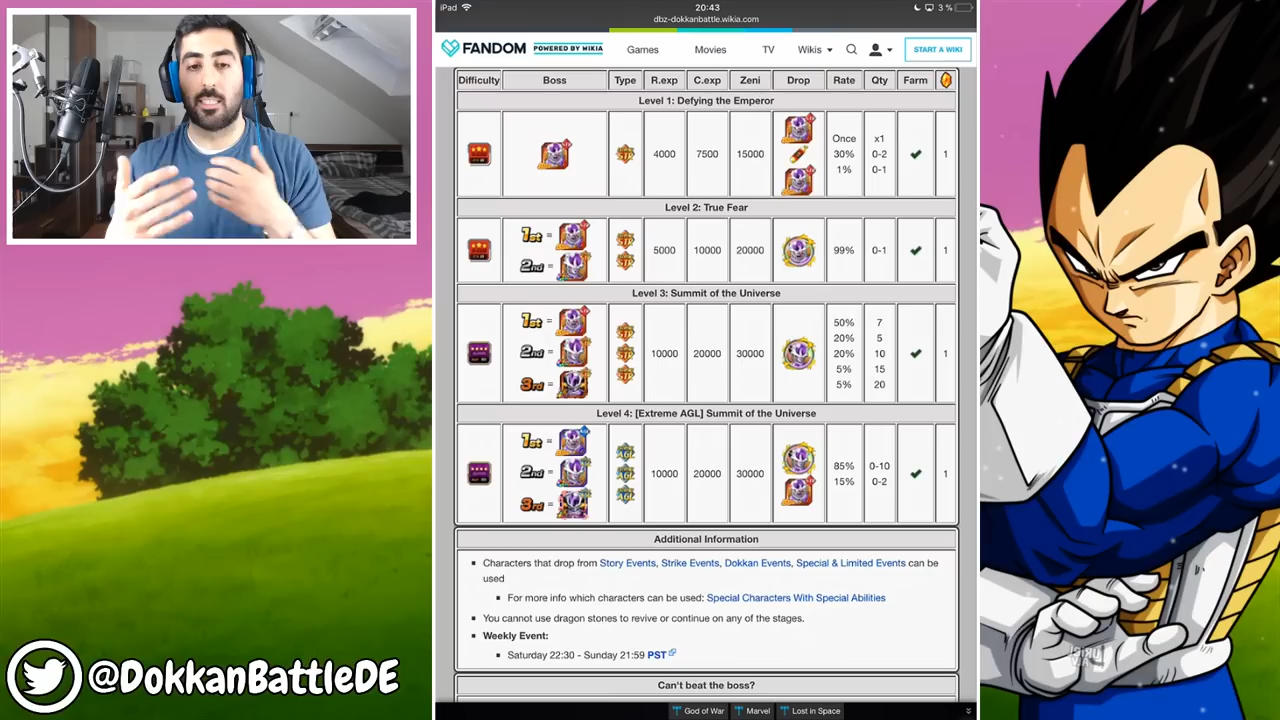 iPad 20:43 3 %
dbz-dokkanbattle.wikia.com
FANDOM POWERED BY WIKIA Games Movies TV Wikis START A WIKI
Difficulty Boss Type R.exp C.exp Zeni Drop Rate Qty Farm
Level 1: Defying the Emperor
4000 7500 15000 1
Once x1
30% 0-2
1% 0-1
Level 2: True Fear
1st =
2nd =
5000 10000 20000 99% 0-1 1
Level 3: Summit of the Universe
1st =
2nd =
3rd =
10000 20000 30000 1
50% 7
20% 5
20% 10
5% 15
5% 20
Level 4: [Extreme AGL] Summit of the Universe
1st =
2nd =
3rd =
10000 20000 30000 1
85% 0-10
15% 0-2
Additional Information
Characters that drop from Story Events, Strike Events, Dokkan Events, Special & Limited Events can be
used
For more info which characters can be used: Special Characters With Special Abilities
You cannot use dragon stones to revive or continue on any of the stages.
Weekly Event:
Saturday 22:30 - Sunday 21:59 PST
Can't beat the boss?
God of War Marvel Lost in Space
@DokkanBattleDE